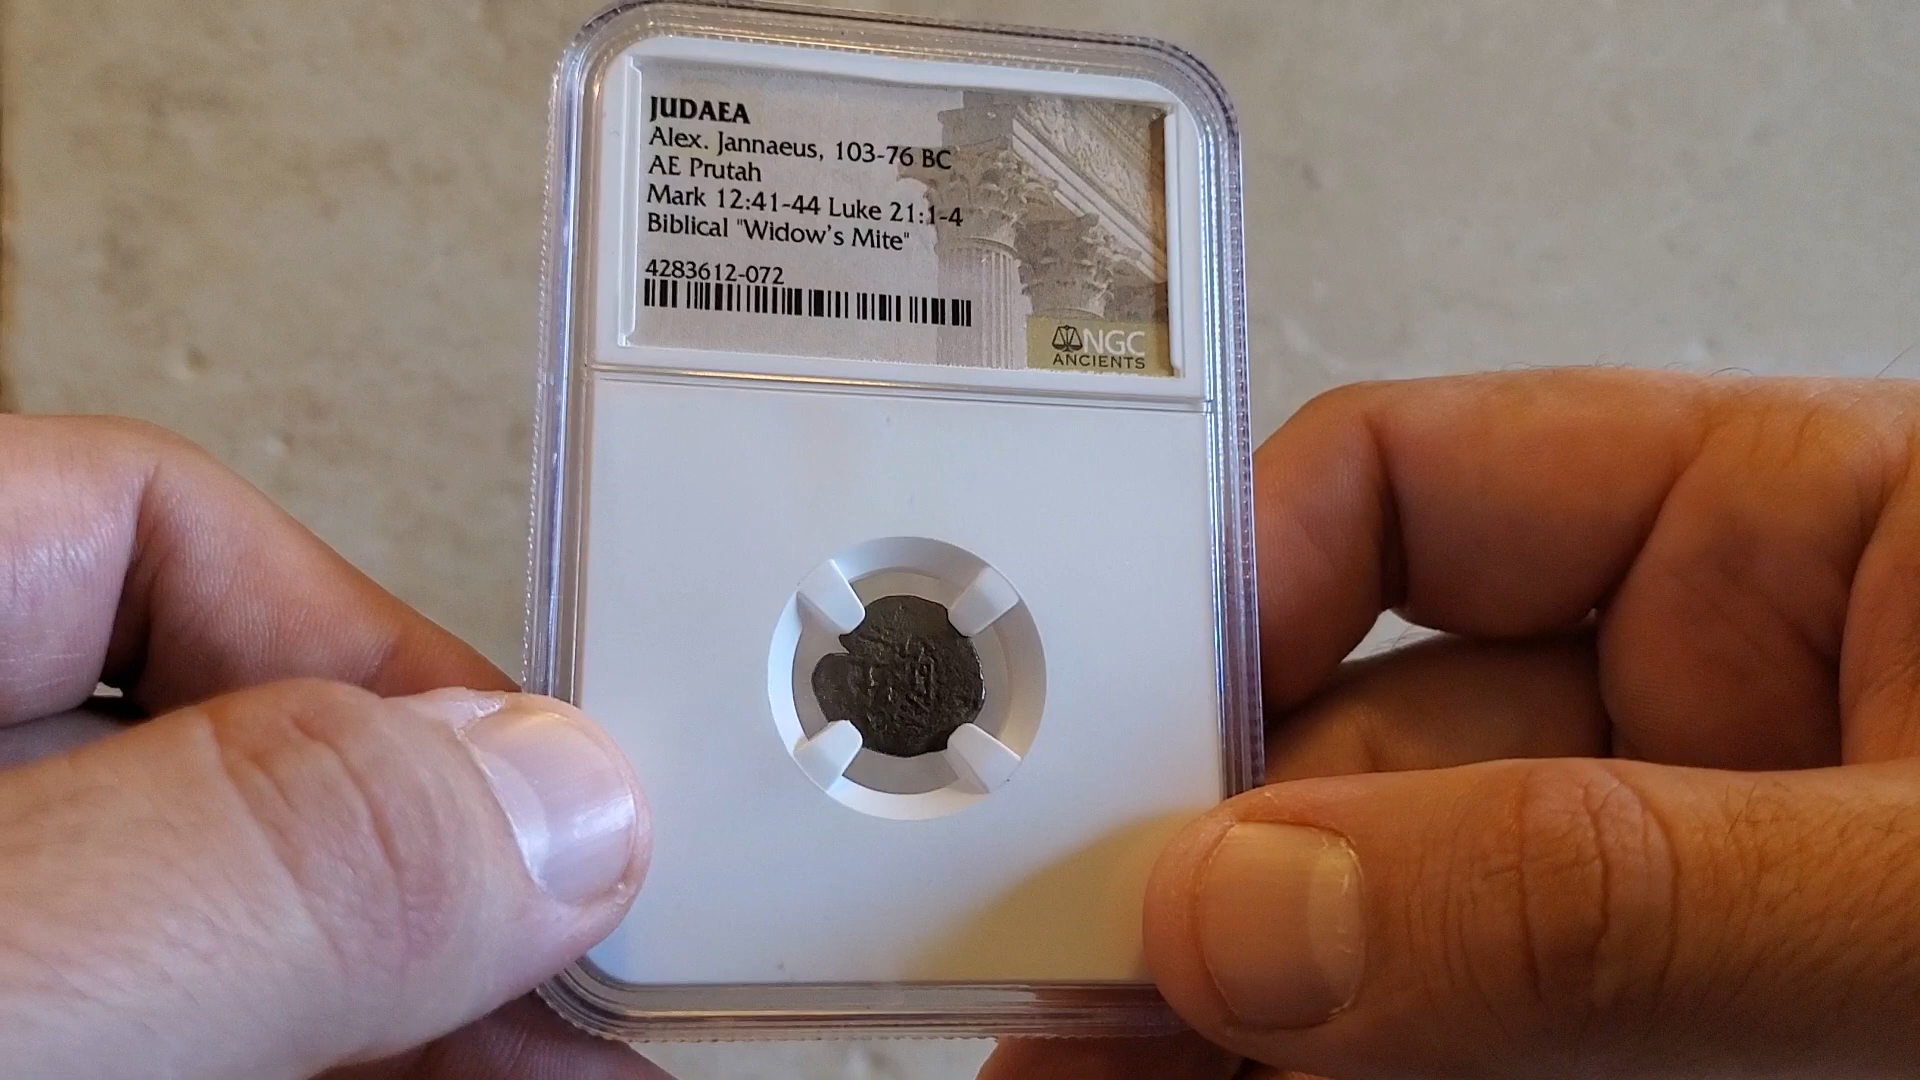 JUDAEA
Alex. Jannaeus, 103-76 BC
AE Prutah
Mark 12:41-44 Luke 21:1-4
Biblical "Widow's Mite"
4283612-072
NGC
ANCIENTS